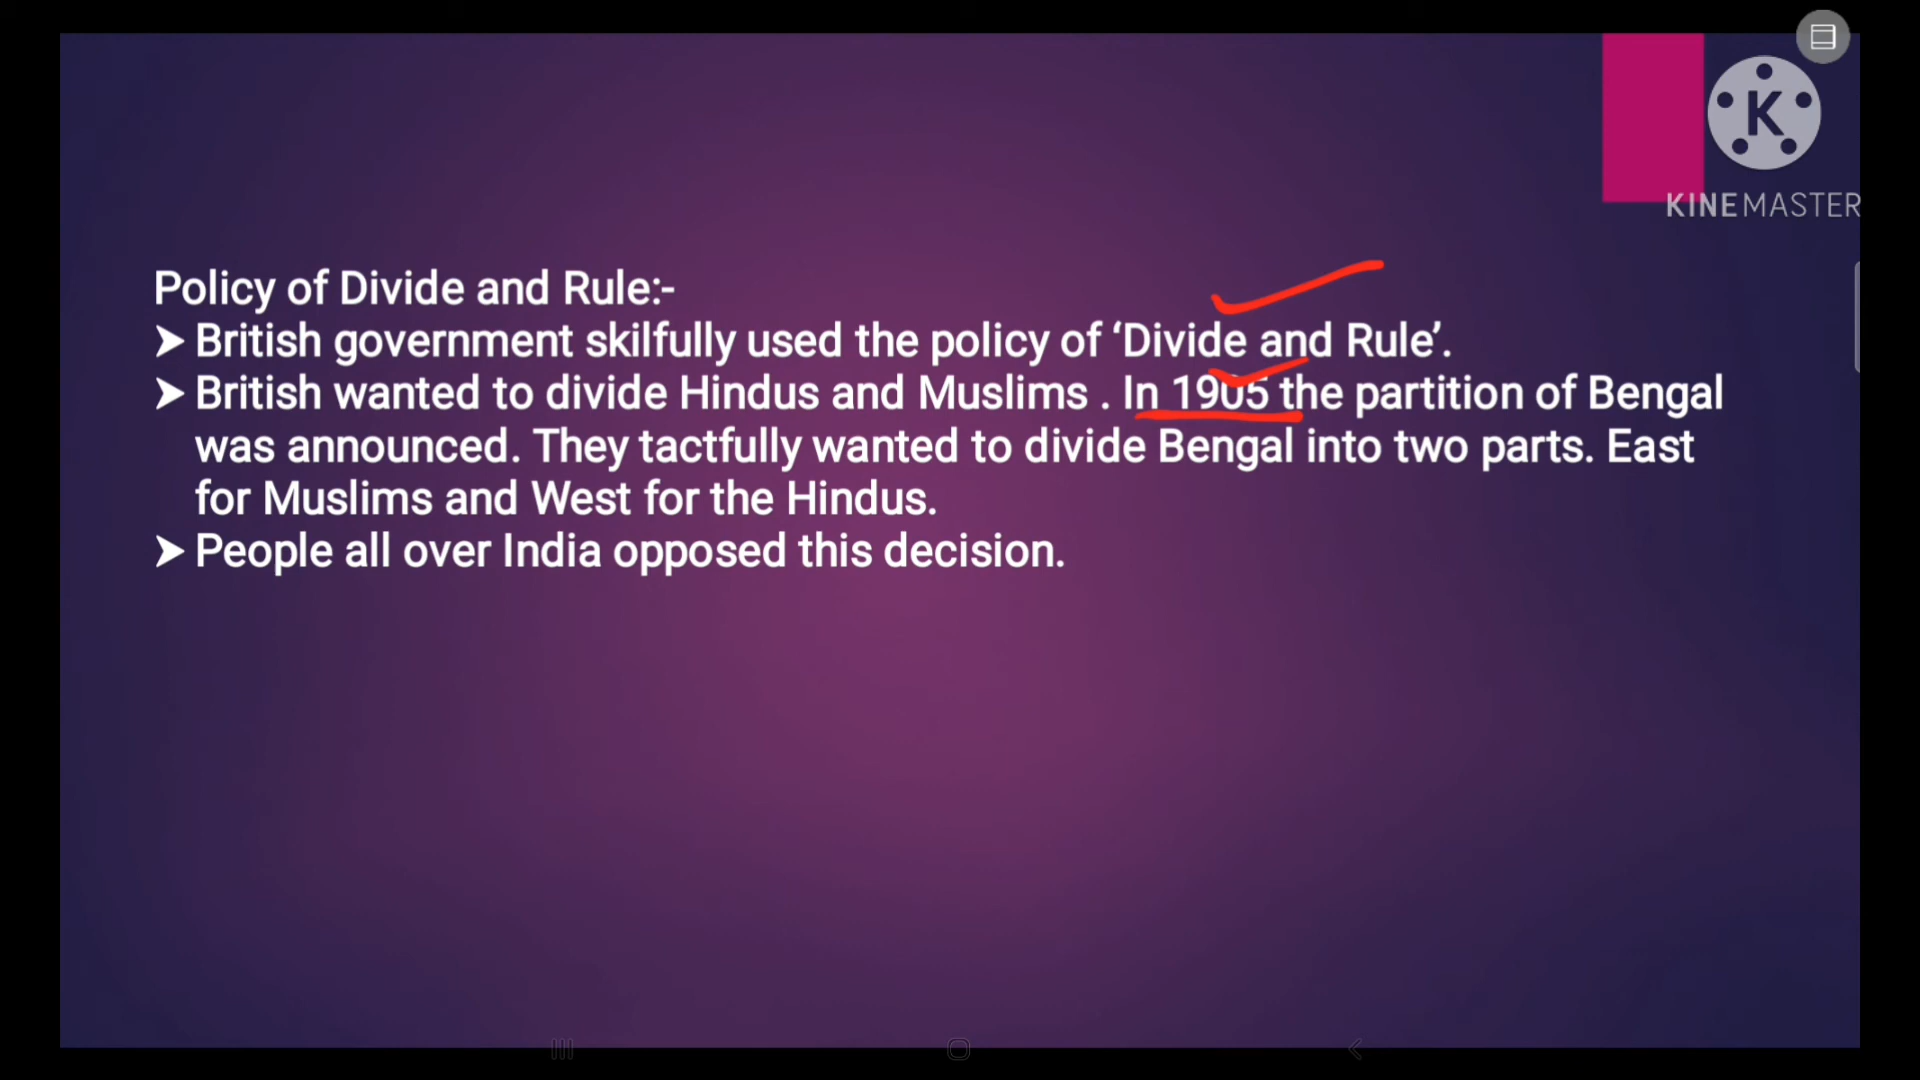 K
KINEMASTER
Policy of Divide and Rule:-
➤ British government skilfully used the policy of ‘Divide and Rule’.
➤ British wanted to divide Hindus and Muslims . In 1905 the partition of Bengal
was announced. They tactfully wanted to divide Bengal into two parts. East
for Muslims and West for the Hindus.
➤ People all over India opposed this decision.